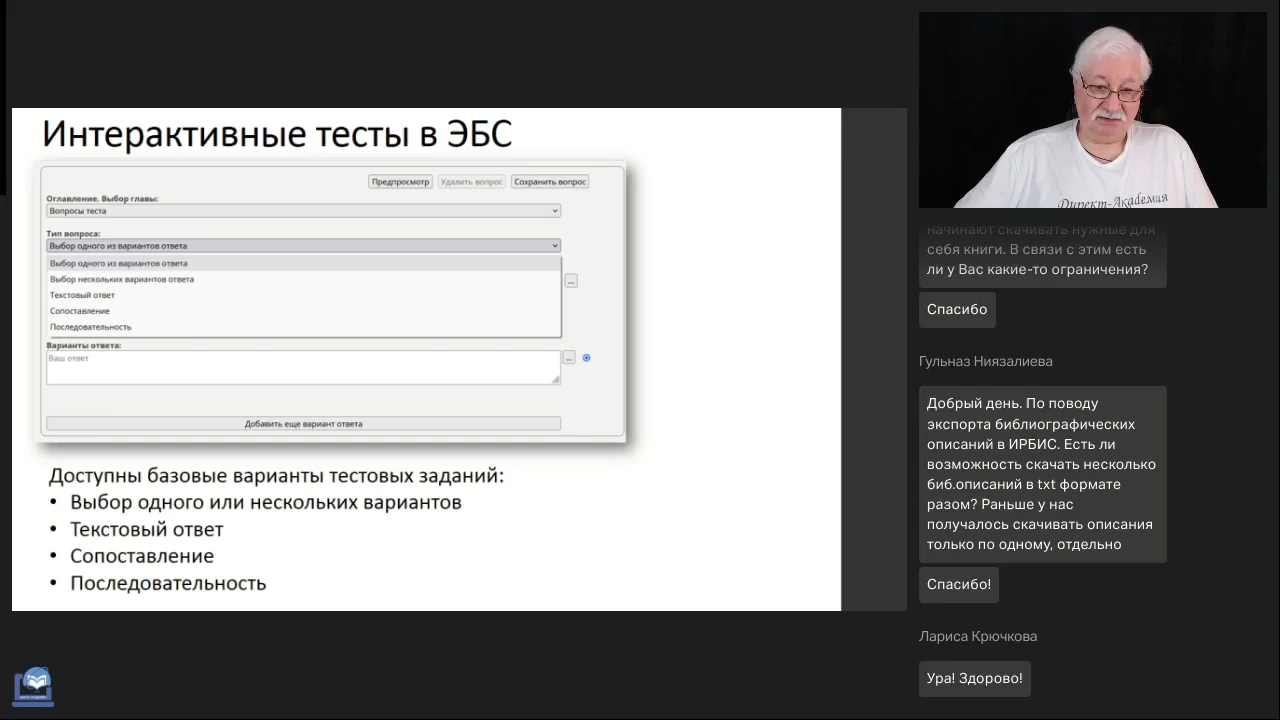 Интерактивные тесты в ЭБС
Предпросмотр
Удалить вопрос
Сохранить вопрос
Оглавление. Выбор главы:
Вопросы теста
Тип вопроса:
Выбор одного из вариантов ответа
Выбор одного из вариантов ответа
Выбор нескольких вариантов ответа
...
Текстовый ответ
Сопоставление
Последовательность
Варианты ответа:
Ваш ответ
...
Добавить еще вариант ответа
Доступны базовые варианты тестовых заданий:
• Выбор одного или нескольких вариантов
• Текстовый ответ
• Сопоставление
• Последовательность
Директ-Академия
начинают скачивать нужные для
себя книги. В связи с этим есть
ли у Вас какие-то ограничения?
Спасибо
Гульназ Ниязалиева
Добрый день. По поводу
экспорта библиографических
описаний в ИРБИС. Есть ли
возможность скачать несколько
биб.описаний в txt формате
разом? Раньше у нас
получалось скачивать описания
только по одному, отдельно
Спасибо!
Лариса Крючкова
Ура! Здорово!